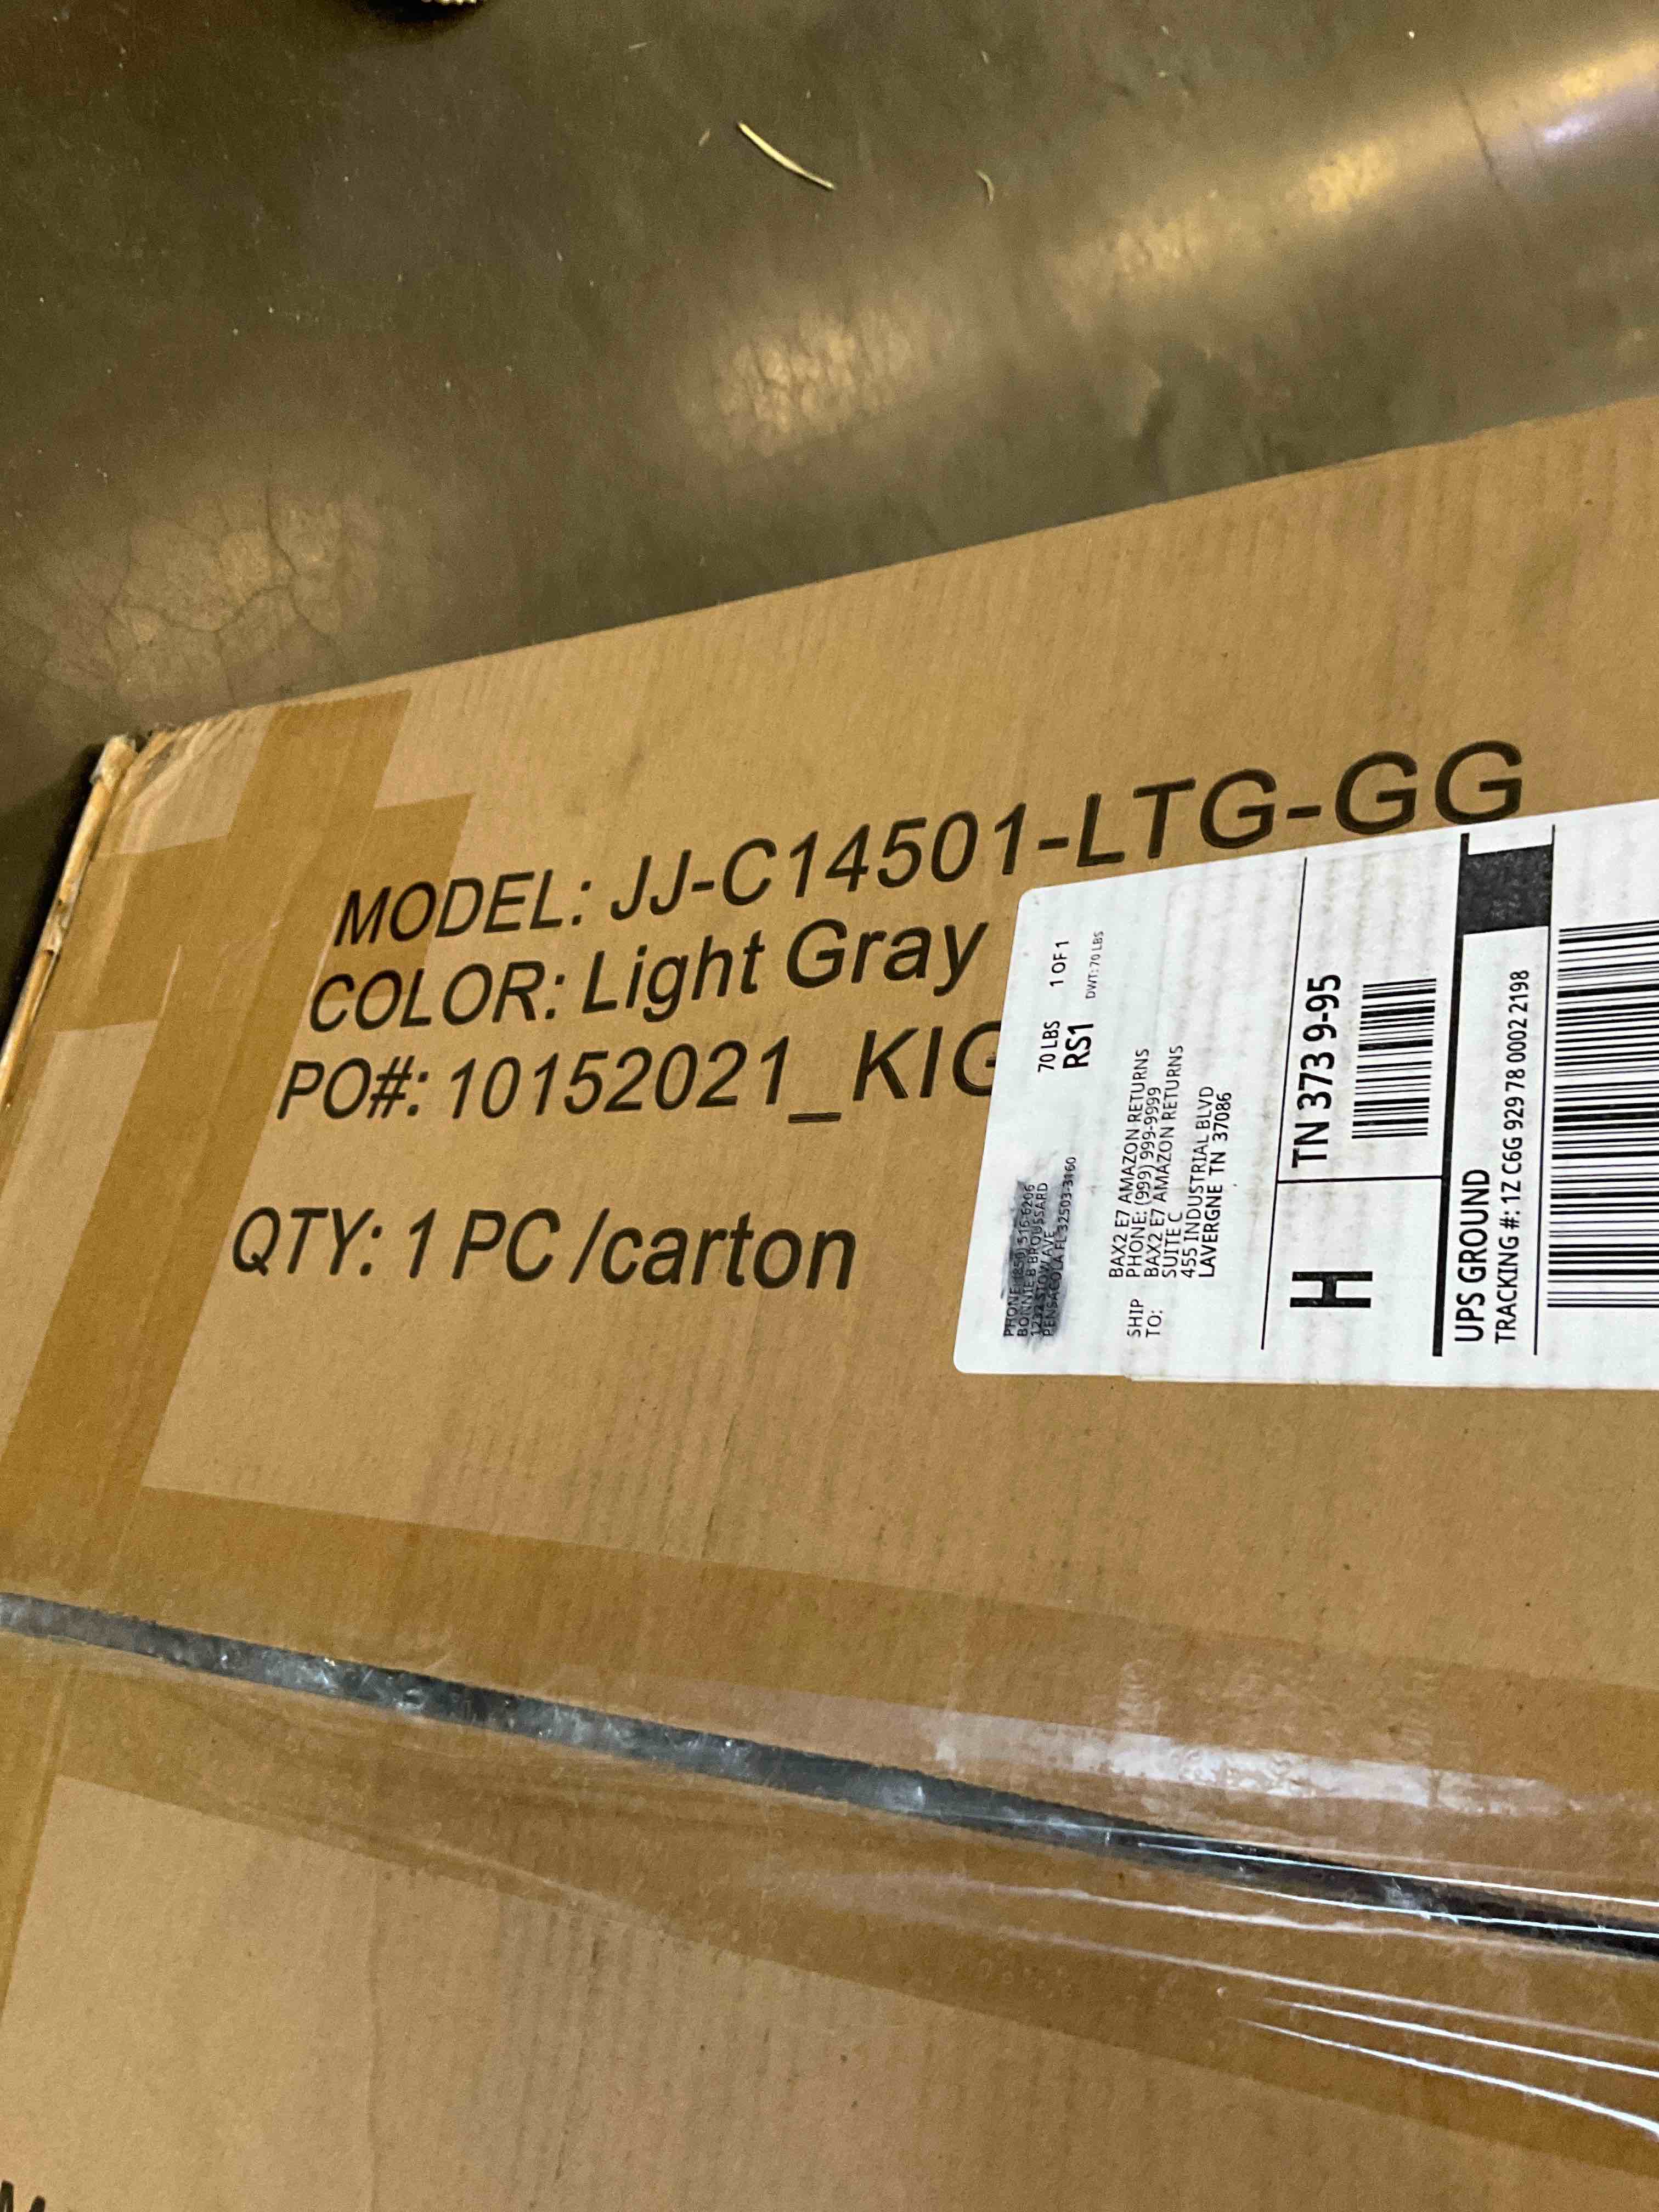 MODEL: JJ-C14501-LTG-GG
COLOR: Light Gray
PO#: 10152021_KIG
QTY: 1 PC /carton
70 LBS 1 OF 1
RS1
DWT: 70 LBS
SHIP TO:
BAX2 E7 AMAZON RETURNS
PHONE: (999) 999-9999
BAX2 E7 AMAZON RETURNS
SUITE C
455 INDUSTRIAL BLVD
LAVERGNE TN 37086
H
TN 373 9-95
UPS GROUND
TRACKING #: 1Z C6G 929 78 0002 2198